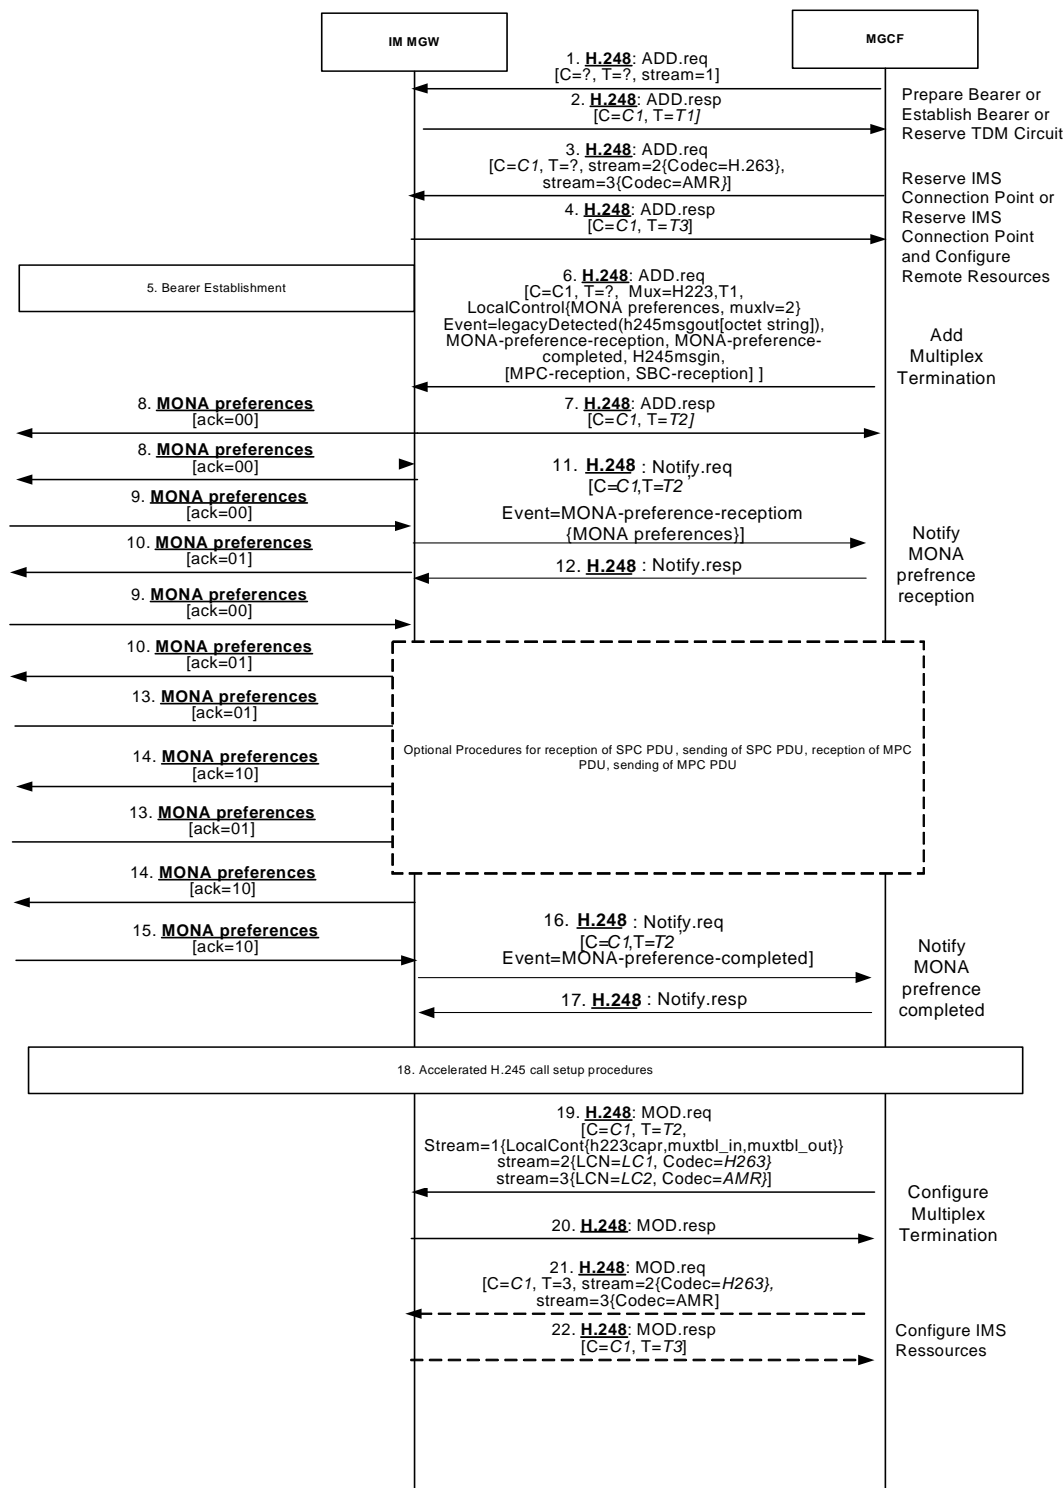 IM MGW
MGCF
1. H.248: ADD.req
[C=?, T=?, stream=1]
2. H.248: ADD.resp
[C=C1, T=T1]
Prepare Bearer or
Establish Bearer or
Reserve TDM Circuit
3. H.248: ADD.req
[C=C1, T=?, stream=2{Codec=H.263},
stream=3{Codec=AMR}]
4. H.248: ADD.resp
[C=C1, T=T3]
Reserve IMS
Connection Point or
Reserve IMS
Connection Point
and Configure
Remote Resources
5. Bearer Establishment
6. H.248: ADD.req
[C=C1, T=?, Mux=H223,T1,
LocalControl{MONA preferences, muxlv=2}
Event=legacyDetected(h245msgout[octet string]),
MONA-preference-reception, MONA-preference-
completed, H245msgin,
[MPC-reception, SBC-reception] ]
Add
Multiplex
Termination
8. MONA preferences
[ack=00]
7. H.248: ADD.resp
[C=C1, T=T2]
8. MONA preferences
[ack=00]
11. H.248 : Notify.req
[C=C1,T=T2 ,
Event=MONA-preference-receptiom
{MONA preferences}]
9. MONA preferences
[ack=00]
10. MONA preferences
[ack=01]
12. H.248 : Notify.resp
Notify
MONA
prefrence
reception
9. MONA preferences
[ack=00]
10. MONA preferences
[ack=01]
13. MONA preferences
[ack=01]
Optional Procedures for reception of SPC PDU, sending of SPC PDU, reception of MPC
PDU, sending of MPC PDU
14. MONA preferences
[ack=10]
13. MONA preferences
[ack=01]
14. MONA preferences
[ack=10]
15. MONA preferences
[ack=10]
16. H.248 : Notify.req
[C=C1,T=T2 ,
Event=MONA-preference-completed]
17. H.248 : Notify.resp
Notify
MONA
prefrence
completed
18. Accelerated H.245 call setup procedures
19. H.248: MOD.req
[C=C1, T=T2,
Stream=1{LocalCont{h223capr,muxtbl_in,muxtbl_out}}
stream=2{LCN=LC1, Codec=H263}
stream=3{LCN=LC2, Codec=AMR}]
20. H.248: MOD.resp
Configure
Multiplex
Termination
21. H.248: MOD.req
[C=C1, T=3, stream=2{Codec=H263},
stream=3{Codec=AMR]
22. H.248: MOD.resp
[C=C1, T=T3]
Configure IMS
Ressources